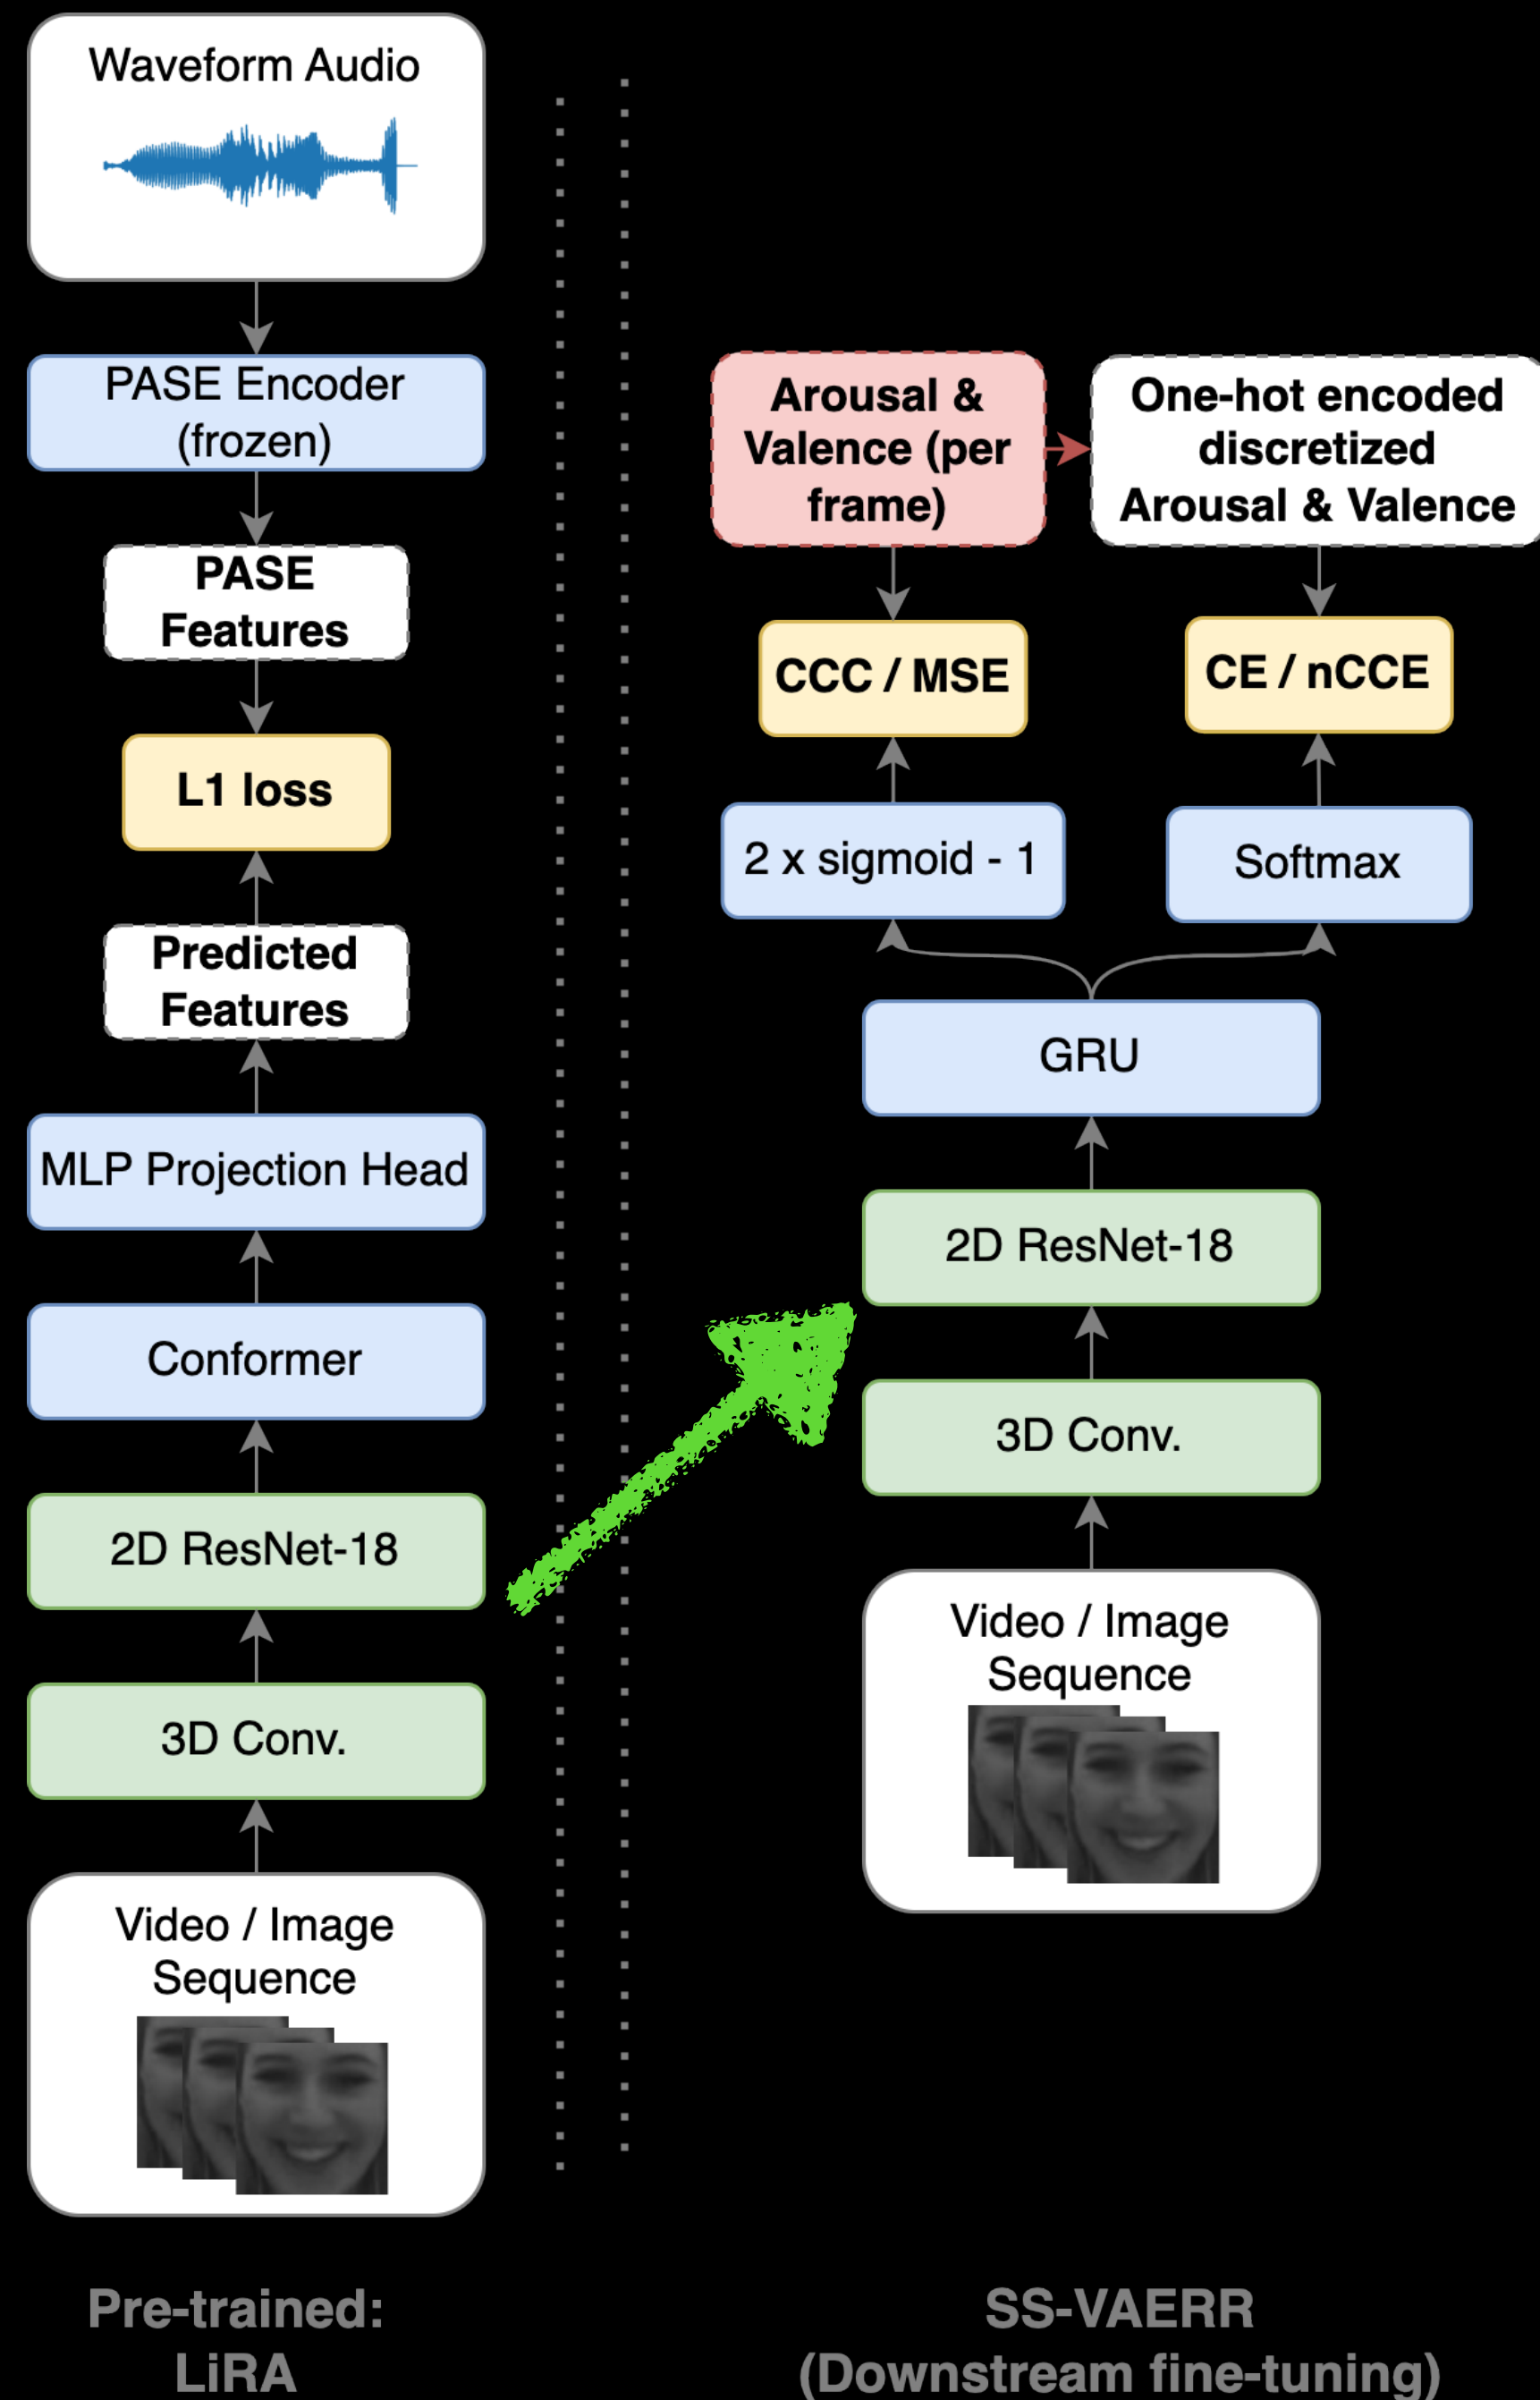 Waveform Audio
PASE Encoder
(frozen)
PASE
Features
L1 loss
Predicted
Features
MLP Projection Head
Conformer
2D ResNet-18
3D Conv.
Video / Image
Sequence
Pre-trained:
LiRA
Arousal &
Valence (per
frame)
One-hot encoded
discretized
Arousal & Valence
CCC / MSE
CE / nCCE
2 x sigmoid - 1
Softmax
GRU
2D ResNet-18
3D Conv.
Video / Image
Sequence
SS-VAERR
(Downstream fine-tuning)